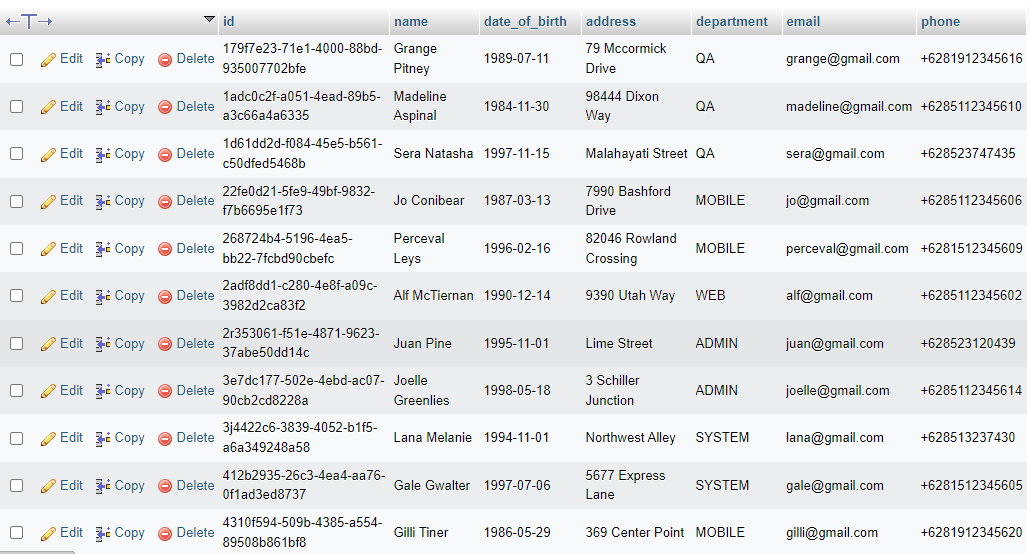 id name date_of_birth address department email phone
Edit Copy Delete 179f7e23-71e1-4000-88bd-935007702bfe Grange Pitney 1989-07-11 79 Mccormick Drive QA grange@gmail.com +6281912345616
Edit Copy Delete 1adc0c2f-a051-4ead-89b5-a3c66a4a6335 Madeline Aspinal 1984-11-30 98444 Dixon Way QA madeline@gmail.com +6285112345610
Edit Copy Delete 1d61dd2d-f084-45e5-b561-c50dfed5468b Sera Natasha 1997-11-15 Malahayati Street QA sera@gmail.com +628523747435
Edit Copy Delete 22fe0d21-5fe9-49bf-9832-f7b6695e1f73 Jo Conibear 1987-03-13 7990 Bashford Drive MOBILE jo@gmail.com +6285112345606
Edit Copy Delete 268724b4-5196-4ea5-bb22-7fcbd90cbefc Perceval Leys 1996-02-16 82046 Rowland Crossing MOBILE perceval@gmail.com +6281512345609
Edit Copy Delete 2adf8dd1-c280-4e8f-a09c-3982d2ca83f2 Alf McTiernan 1990-12-14 9390 Utah Way WEB alf@gmail.com +6285112345602
Edit Copy Delete 2r353061-f51e-4871-9623-37abe50dd14c Juan Pine 1995-11-01 Lime Street ADMIN juan@gmail.com +628523120439
Edit Copy Delete 3e7dc177-502e-4ebd-ac07-90cb2cd8228a Joelle Greenlies 1998-05-18 3 Schiller Junction ADMIN joelle@gmail.com +6285112345614
Edit Copy Delete 3j4422c6-3839-4052-b1f5-a6a349248a58 Lana Melanie 1994-11-01 Northwest Alley SYSTEM lana@gmail.com +628513237430
Edit Copy Delete 412b2935-26c3-4ea4-aa76-0f1ad3ed8737 Gale Gwalter 1997-07-06 5677 Express Lane SYSTEM gale@gmail.com +6281512345605
Edit Copy Delete 4310f594-509b-4385-a554-89508b861bf8 Gilli Tiner 1986-05-29 369 Center Point MOBILE gilli@gmail.com +6281912345620